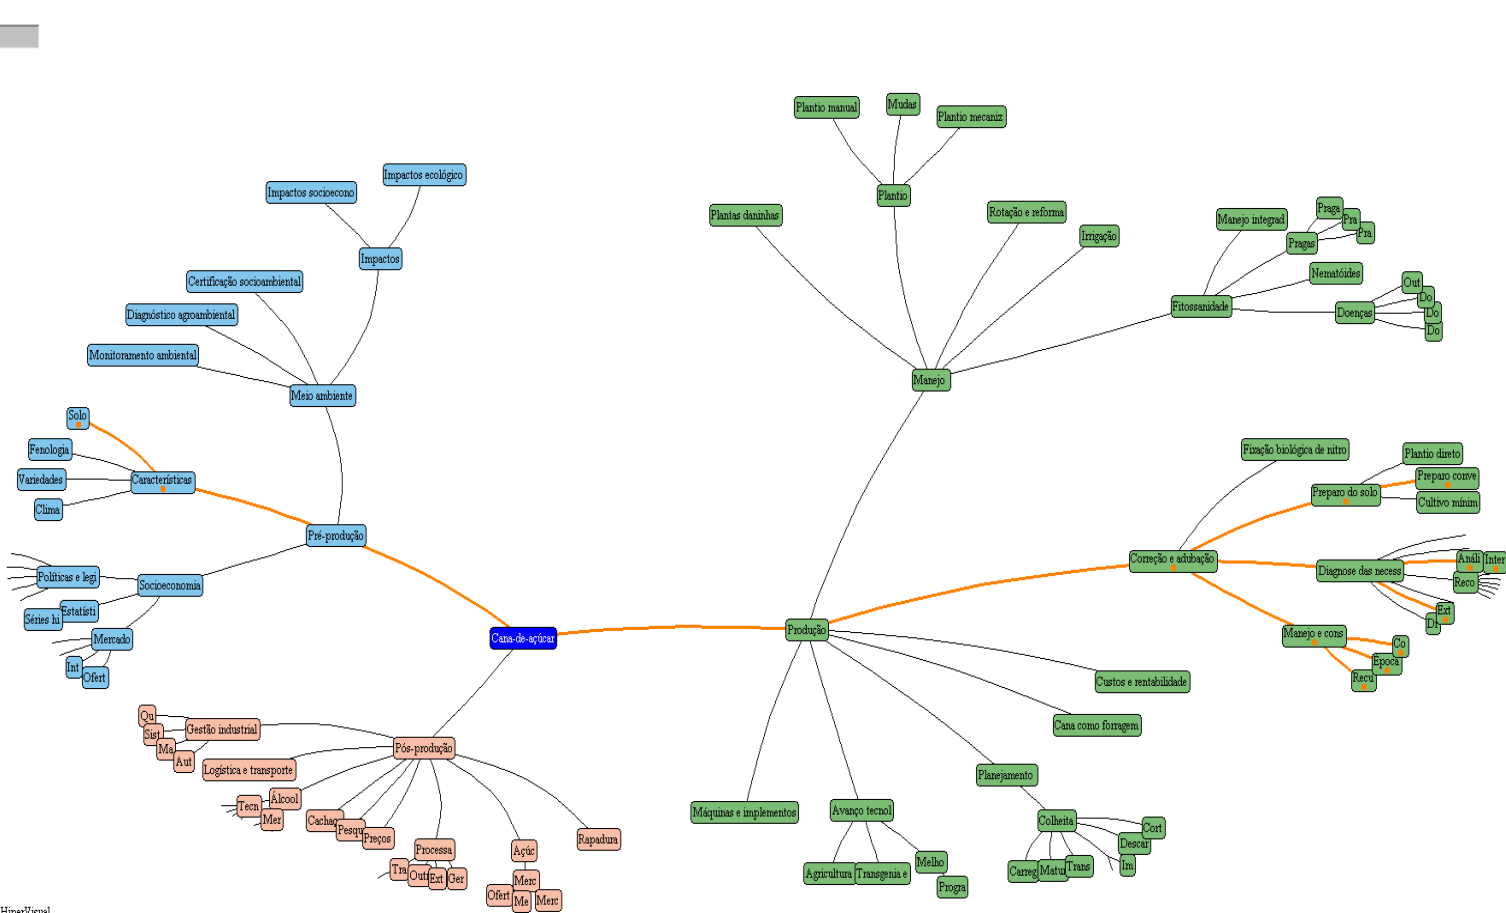 Plantio manual
Mudas
Plantio mecaniz
Plantio
Plantas daninhas
Rotação e reforma
Irrigação
Manejo
Impactos socioecono
Impactos ecológico
Impactos
Certificação socioambiental
Diagnóstico agroambiental
Monitoramento ambiental
Meio ambiente
Manejo integrad
Praga
Pra
Pra
Pragas
Nematóides
Fitossanidade
Doenças
Out
Do
Do
Do
Solo
Fenologia
Variedades
Clima
Características
Pré-produção
Políticas e legi
Socioeconomia
Estatísti
Séries hi
Mercado
Int
Ofert
Cana-de-açúcar
Produção
Fixação biológica de nitro
Plantio direto
Preparo conve
Preparo do solo
Cultivo mínim
Correção e adubação
Diagnose das necess
Análi
Inter
Reco
Ext
Di
Manejo e cons
Co
Época
Recu
Custos e rentabilidade
Cana como forragem
Planejamento
Colheita
Cort
Descar
Im
Carreg
Matur
Trans
Máquinas e implementos
Avanço tecnol
Agricultura
Transgenia e
Melho
Progra
Qu
Sist
Ma
Aut
Gestão industrial
Pós-produção
Logística e transporte
Álcool
Tecn
Mer
Cachaç
Pesqu
Preços
Processa
Tra
Outr
Ext
Ger
Açúc
Merc
Ofert
Me
Merc
Rapadura
HiperVisual